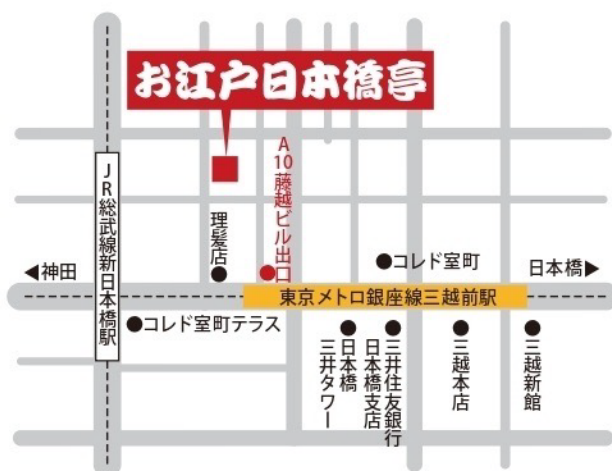 お江戸日本橋亭
A10藤越ビル出口
JR総武線新日本橋駅
理髪店
コレド室町
◀神田
日本橋▶
東京メトロ銀座線三越前駅
コレド室町テラス
日本橋
三井タワー
三井住友銀行
日本橋支店
三越本店
三越新館